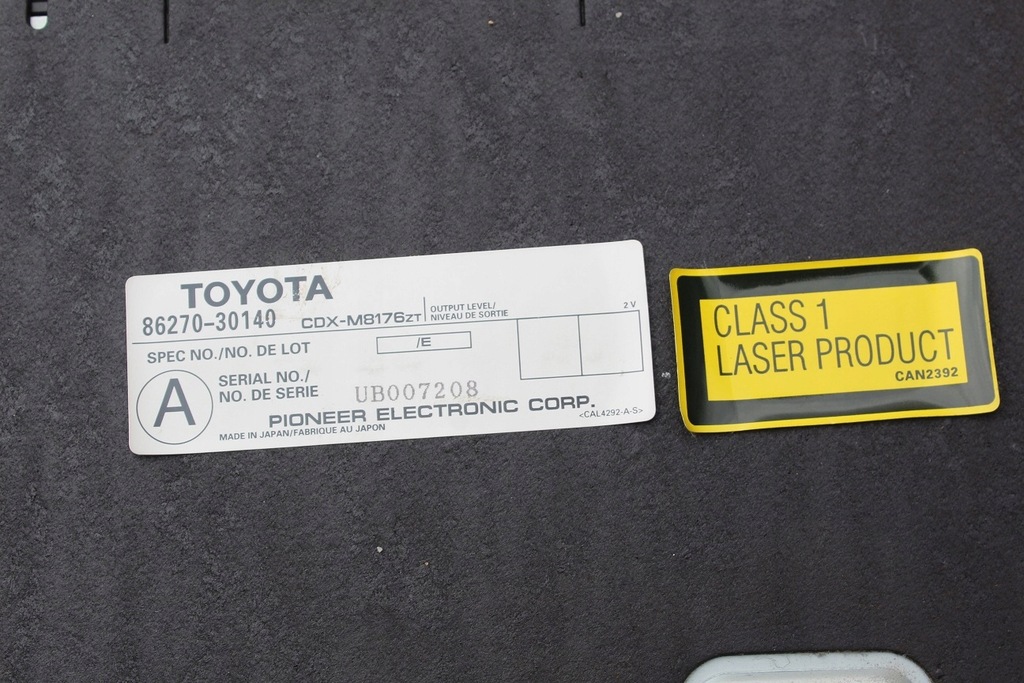 TOYOTA
86270-30140 CDX-M8176ZT OUTPUT LEVEL/
NIVEAU DE SORTIE
2 V
SPEC NO./NO. DE LOT /E
A
SERIAL NO./
NO. DE SERIE UB007208
PIONEER ELECTRONIC CORP.
MADE IN JAPAN/FABRIQUE AU JAPON
<CAL4292-A-S>
CLASS 1
LASER PRODUCT
CAN2392